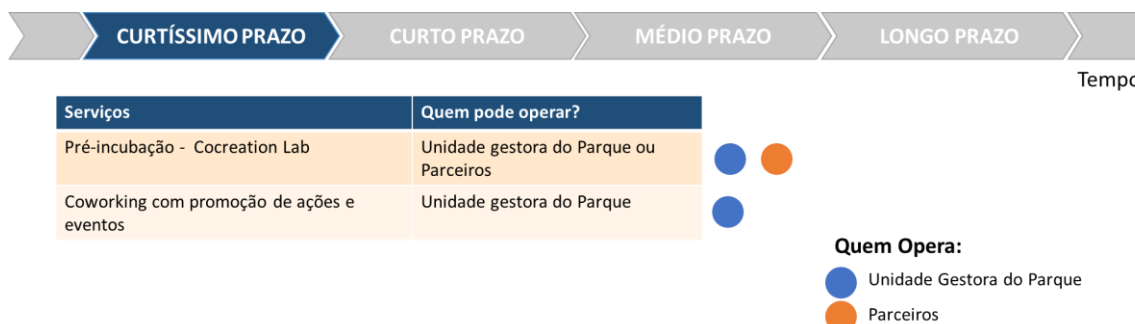 CURTÍSSIMO PRAZO
CURTO PRAZO
MÉDIO PRAZO
LONGO PRAZO
Tempo
Serviços
Quem pode operar?
Pré-incubação - Cocreation Lab
Unidade gestora do Parque ou
Parceiros
Coworking com promoção de ações e
eventos
Unidade gestora do Parque
Quem Opera:
Unidade Gestora do Parque
Parceiros